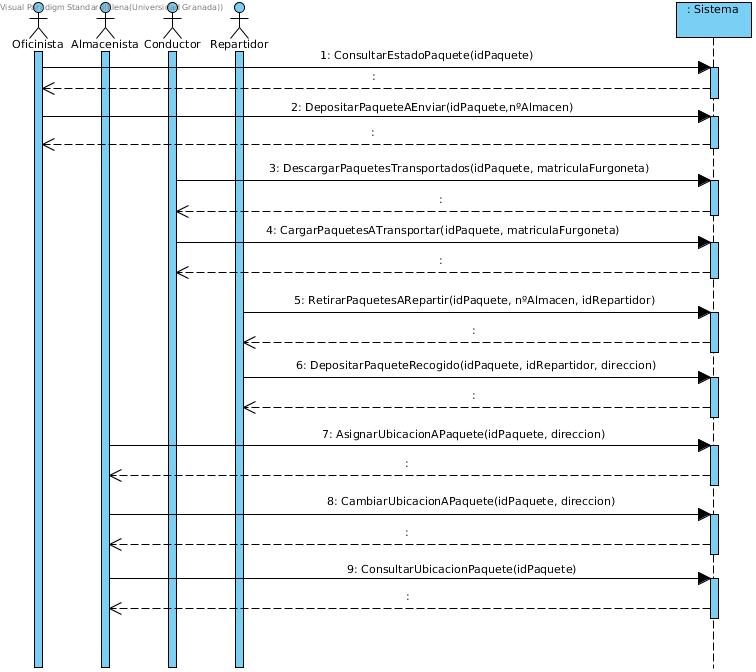 Visual Paradigm Standard(Elena(Universidad Granada))
: Sistema
Oficinista Almacenista Conductor Repartidor
1: ConsultarEstadoPaquete(idPaquete)
:
2: DepositarPaqueteAEnviar(idPaquete,nºAlmacen)
:
3: DescargarPaquetesTransportados(idPaquete, matriculaFurgoneta)
:
4: CargarPaquetesATransportar(idPaquete, matriculaFurgoneta)
:
5: RetirarPaquetesARepartir(idPaquete, nºAlmacen, idRepartidor)
:
6: DepositarPaqueteRecogido(idPaquete, idRepartidor, direccion)
:
7: AsignarUbicacionAPaquete(idPaquete, direccion)
:
8: CambiarUbicacionAPaquete(idPaquete, direccion)
:
9: ConsultarUbicacionPaquete(idPaquete)
: